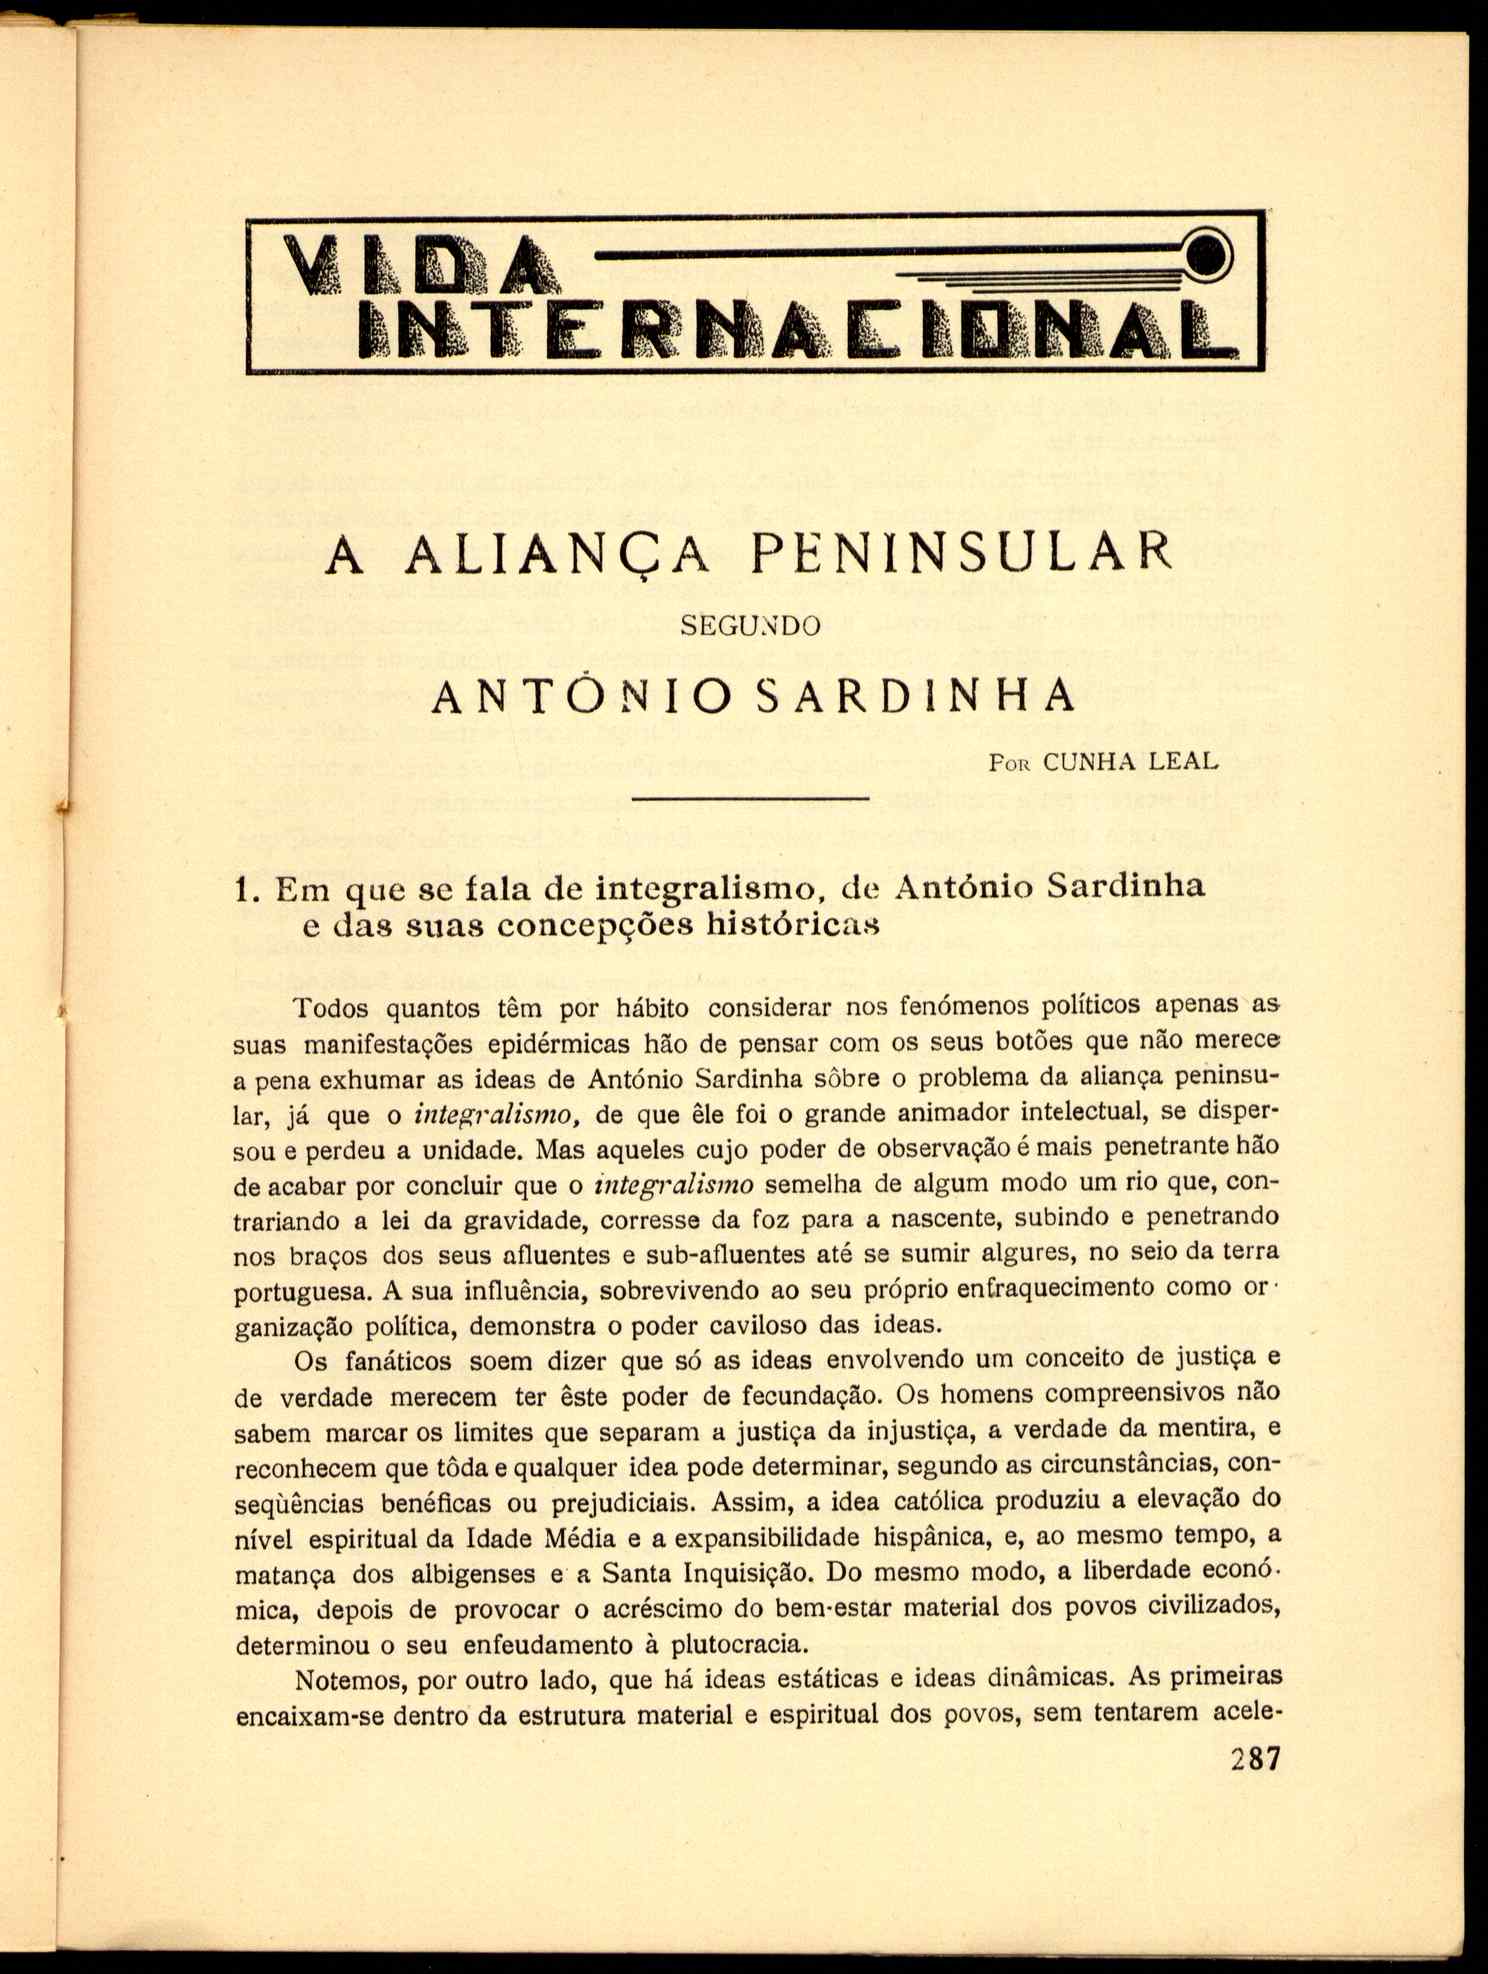 VIDA
INTERNACIONAL
A ALIANÇA PENINSULAR
SEGUNDO
ANTÓNIO SARDINHA
POR CUNHA LEAL
1. Em que se fala de integralismo, de António Sardinha
e das suas concepções históricas
Todos quantos têm por hábito considerar nos fenómenos políticos apenas as
suas manifestações epidérmicas hão de pensar com os seus botões que não merece
a pena exhumar as ideas de António Sardinha sôbre o problema da aliança peninsu-
lar, já que o integralismo, de que êle foi o grande animador intelectual, se disper-
sou e perdeu a unidade. Mas aqueles cujo poder de observação é mais penetrante hão
de acabar por concluir que o integralismo semelha de algum modo um rio que, con-
trariando a lei da gravidade, corresse da foz para a nascente, subindo e penetrando
nos braços dos seus afluentes e sub-afluentes até se sumir algures, no seio da terra
portuguesa. A sua influência, sobrevivendo ao seu próprio enfraquecimento como or-
ganização política, demonstra o poder caviloso das ideas.
Os fanáticos soem dizer que só as ideas envolvendo um conceito de justiça e
de verdade merecem ter êste poder de fecundação. Os homens compreensivos não
sabem marcar os limites que separam a justiça da injustiça, a verdade da mentira, e
reconhecem que tôda e qualquer idea pode determinar, segundo as circunstâncias, con-
seqùências benéficas ou prejudiciais. Assim, a idea católica produziu a elevação do
nível espiritual da Idade Média e a expansibilidade hispânica, e, ao mesmo tempo, a
matança dos albigenses e a Santa Inquisição. Do mesmo modo, a liberdade econó-
mica, depois de provocar o acréscimo do bem-estar material dos povos civilizados,
determinou o seu enfeudamento à plutocracia.
Notemos, por outro lado, que há ideas estáticas e ideas dinâmicas. As primeiras
encaixam-se dentro da estrutura material e espiritual dos povos, sem tentarem acele-
287